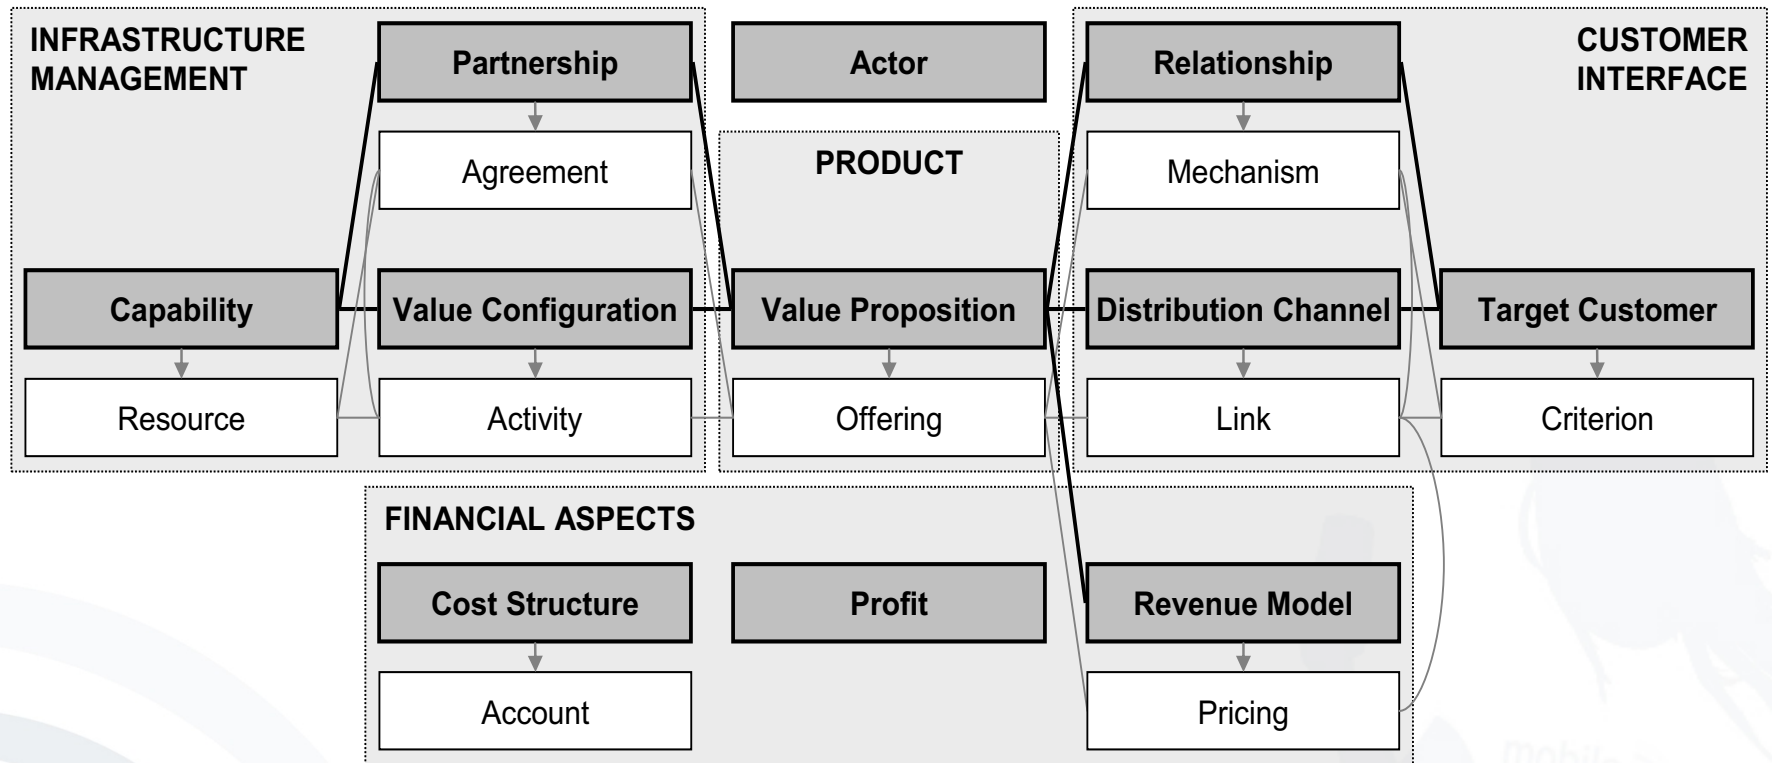 INFRASTRUCTURE
MANAGEMENT
Partnership
Actor
Relationship
CUSTOMER
INTERFACE
Agreement
PRODUCT
Mechanism
Capability
Value Configuration
Value Proposition
Distribution Channel
Target Customer
Resource
Activity
Offering
Link
Criterion
FINANCIAL ASPECTS
Cost Structure
Profit
Revenue Model
Account
Pricing